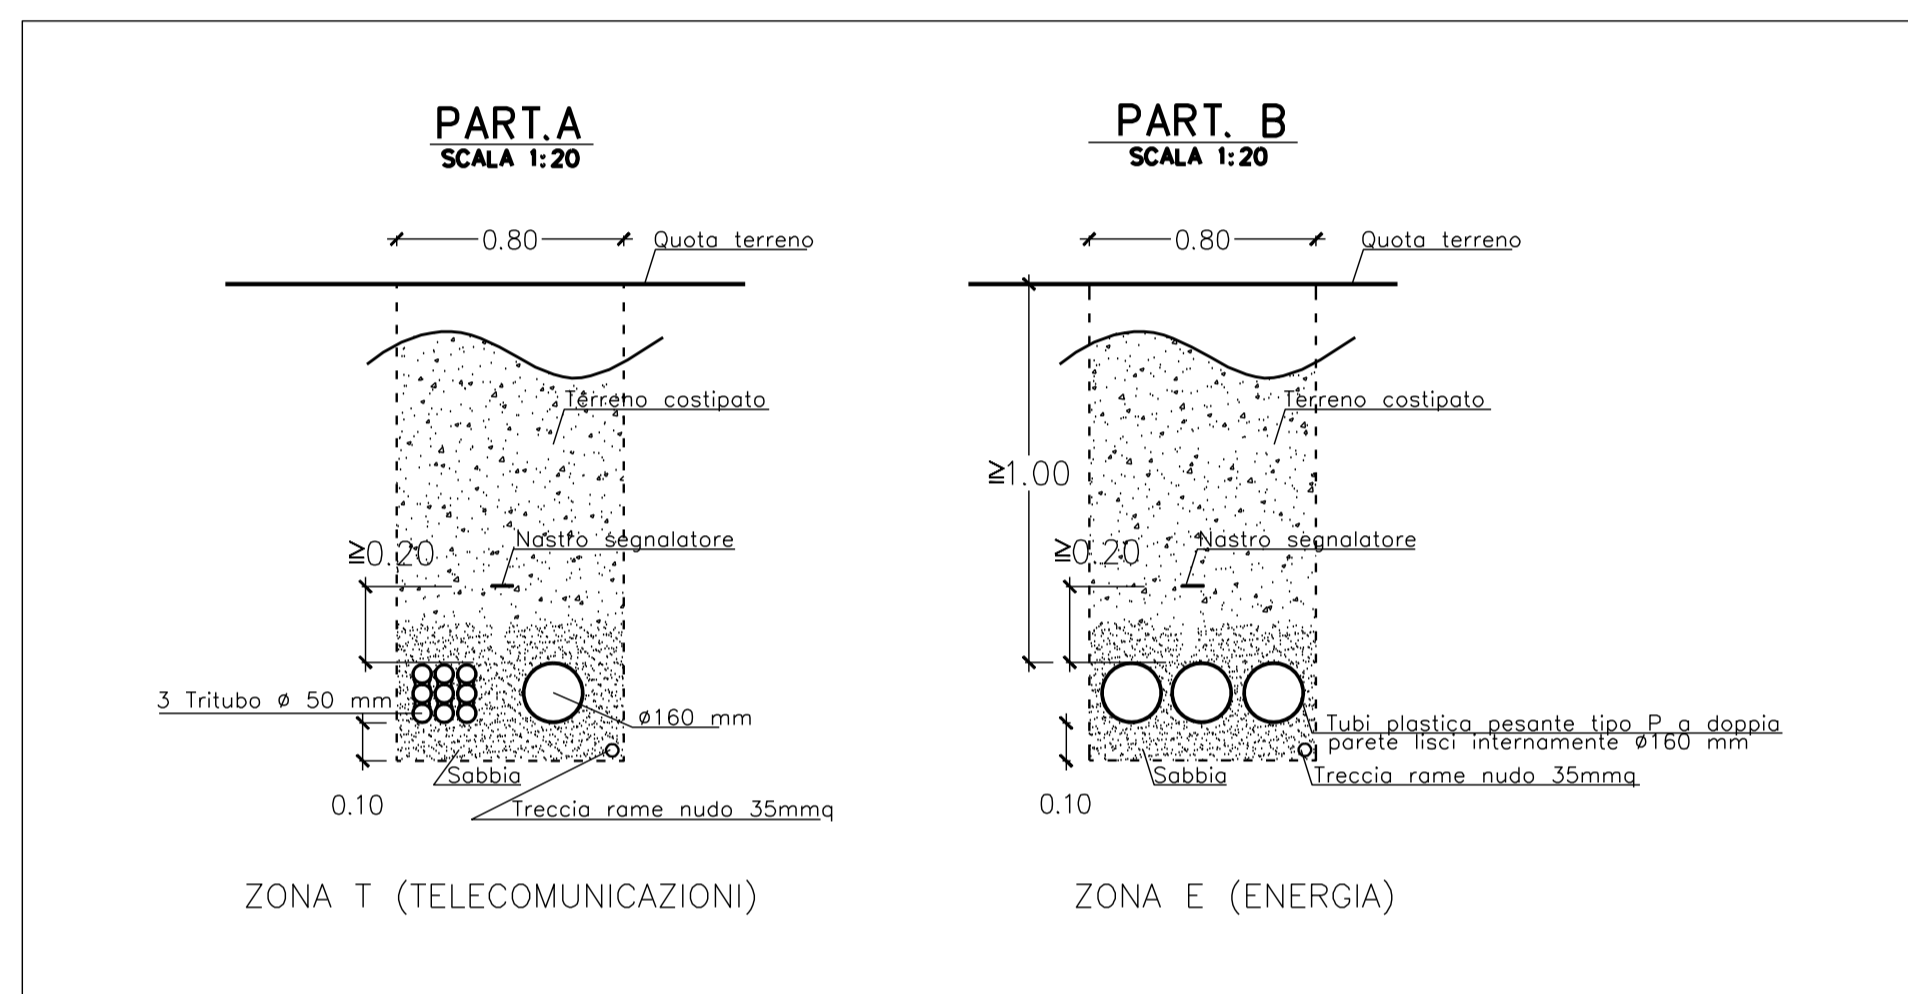 PART.A
SCALA 1:20
0.80
Quota terreno
Terreno costipato
≧0.20
Nastro segnalatore
3 Tritubo ø 50 mm
ø160 mm
Sabbia
0.10
Treccia rame nudo 35mmq
ZONA T (TELECOMUNICAZIONI)
PART. B
SCALA 1:20
0.80
Quota terreno
Terreno costipato
≧1.00
≧0.20
Nastro segnalatore
Tubi plastica pesante tipo P a doppia
parete lisci internamente ø160 mm
Sabbia
Treccia rame nudo 35mmq
0.10
ZONA E (ENERGIA)